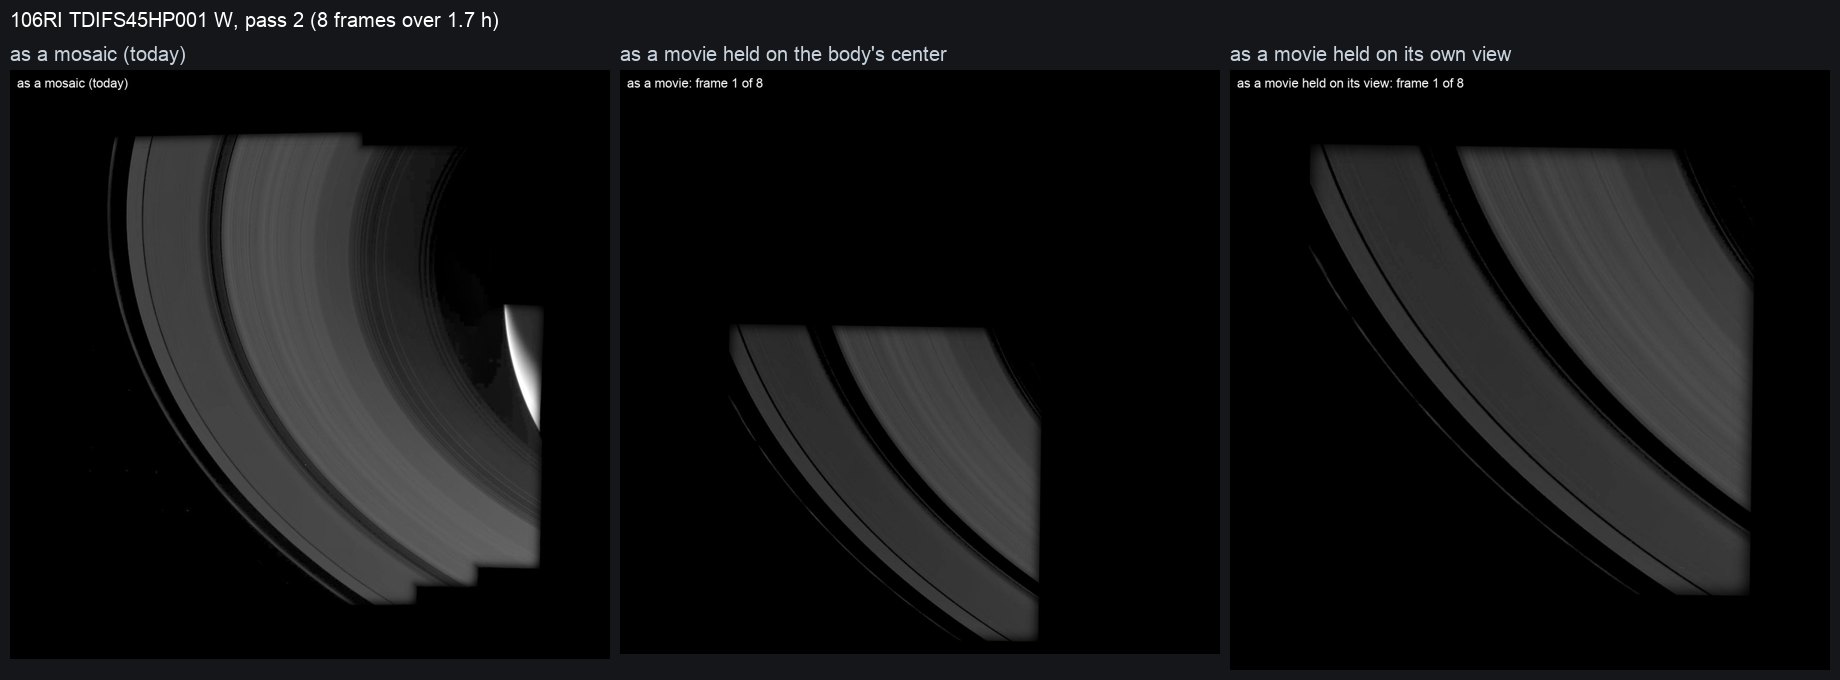 106RI TDIFS45HP001 W, pass 2 (8 frames over 1.7 h)
as a mosaic (today)
as a movie held on the body's center
as a movie held on its own view
as a mosaic (today)
as a movie: frame 1 of 8
as a movie held on its view: frame 1 of 8